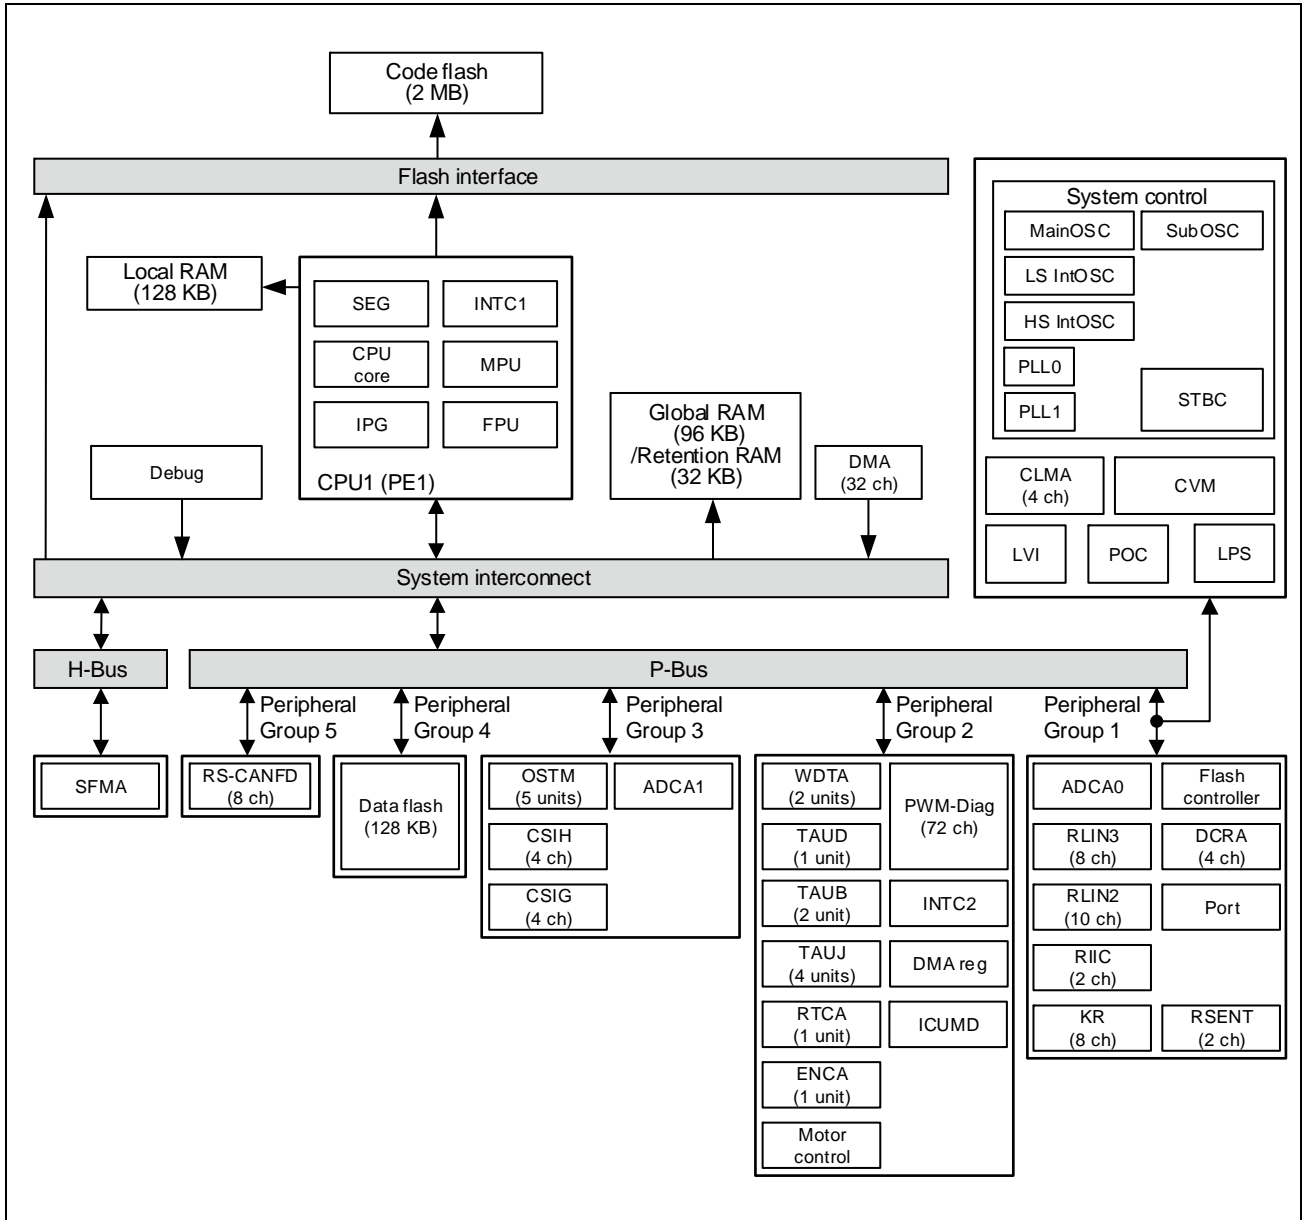 Code flash
(2 MB)
Flash interface
Local RAM
(128 KB)
SEG
INTC1
CPU
core
MPU
IPG
FPU
CPU1 (PE1)
Debug
Global RAM
(96 KB)
/Retention RAM
(32 KB)
DMA
(32 ch)
System interconnect
System control
MainOSC
SubOSC
LS IntOSC
HS IntOSC
PLL0
PLL1
STBC
CLMA
(4 ch)
CVM
LVI
POC
LPS
H-Bus
P-Bus
Peripheral
Group 5
Peripheral
Group 4
Peripheral
Group 3
Peripheral
Group 2
Peripheral
Group 1
SFMA
RS-CANFD
(8 ch)
Data flash
(128 KB)
OSTM
(5 units)
ADCA1
CSIH
(4 ch)
CSIG
(4 ch)
WDTA
(2 units)
PWM-Diag
(72 ch)
TAUD
(1 unit)
TAUB
(2 unit)
INTC2
TAUJ
(4 units)
DMA reg
RTCA
(1 unit)
ICUMD
ENCA
(1 unit)
Motor
control
ADCA0
Flash
controller
RLIN3
(8 ch)
DCRA
(4 ch)
RLIN2
(10 ch)
Port
RIIC
(2 ch)
KR
(8 ch)
RSENT
(2 ch)